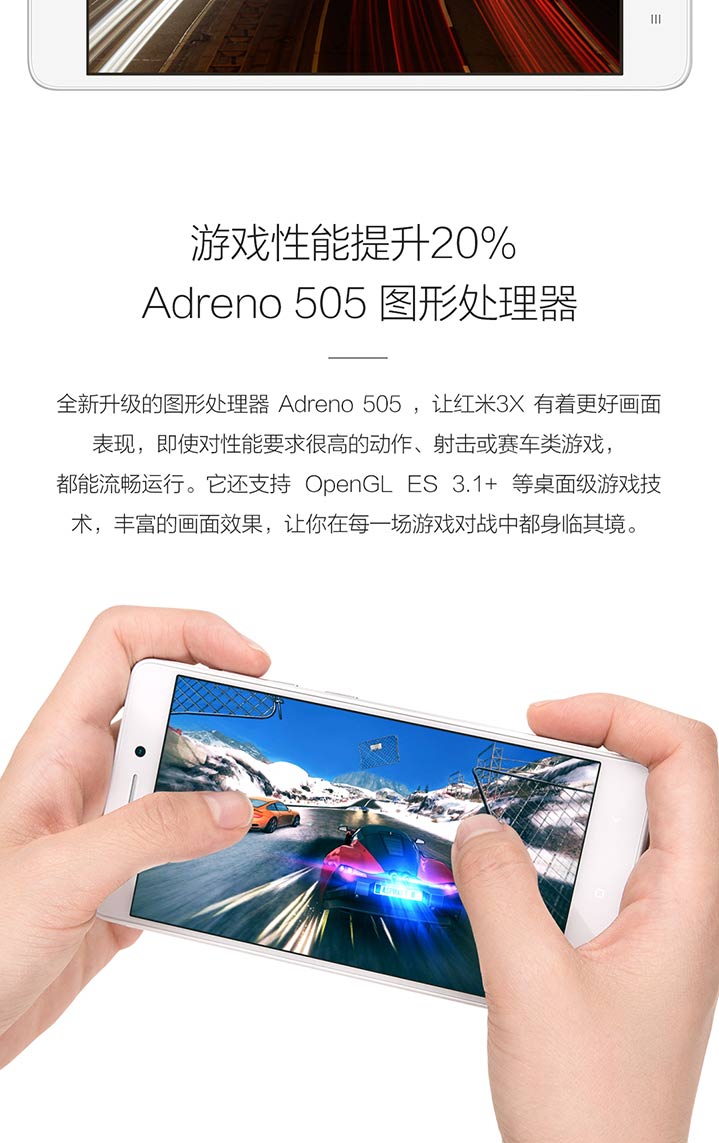 游戏性能提升20%
Adreno 505 图形处理器
全新升级的图形处理器 Adreno 505 ，让红米3X 有着更好画面
表现，即使对性能要求很高的动作、射击或赛车类游戏，
都能流畅运行。它还支持 OpenGL ES 3.1+ 等桌面级游戏技
术，丰富的画面效果，让你在每一场游戏对战中都身临其境。